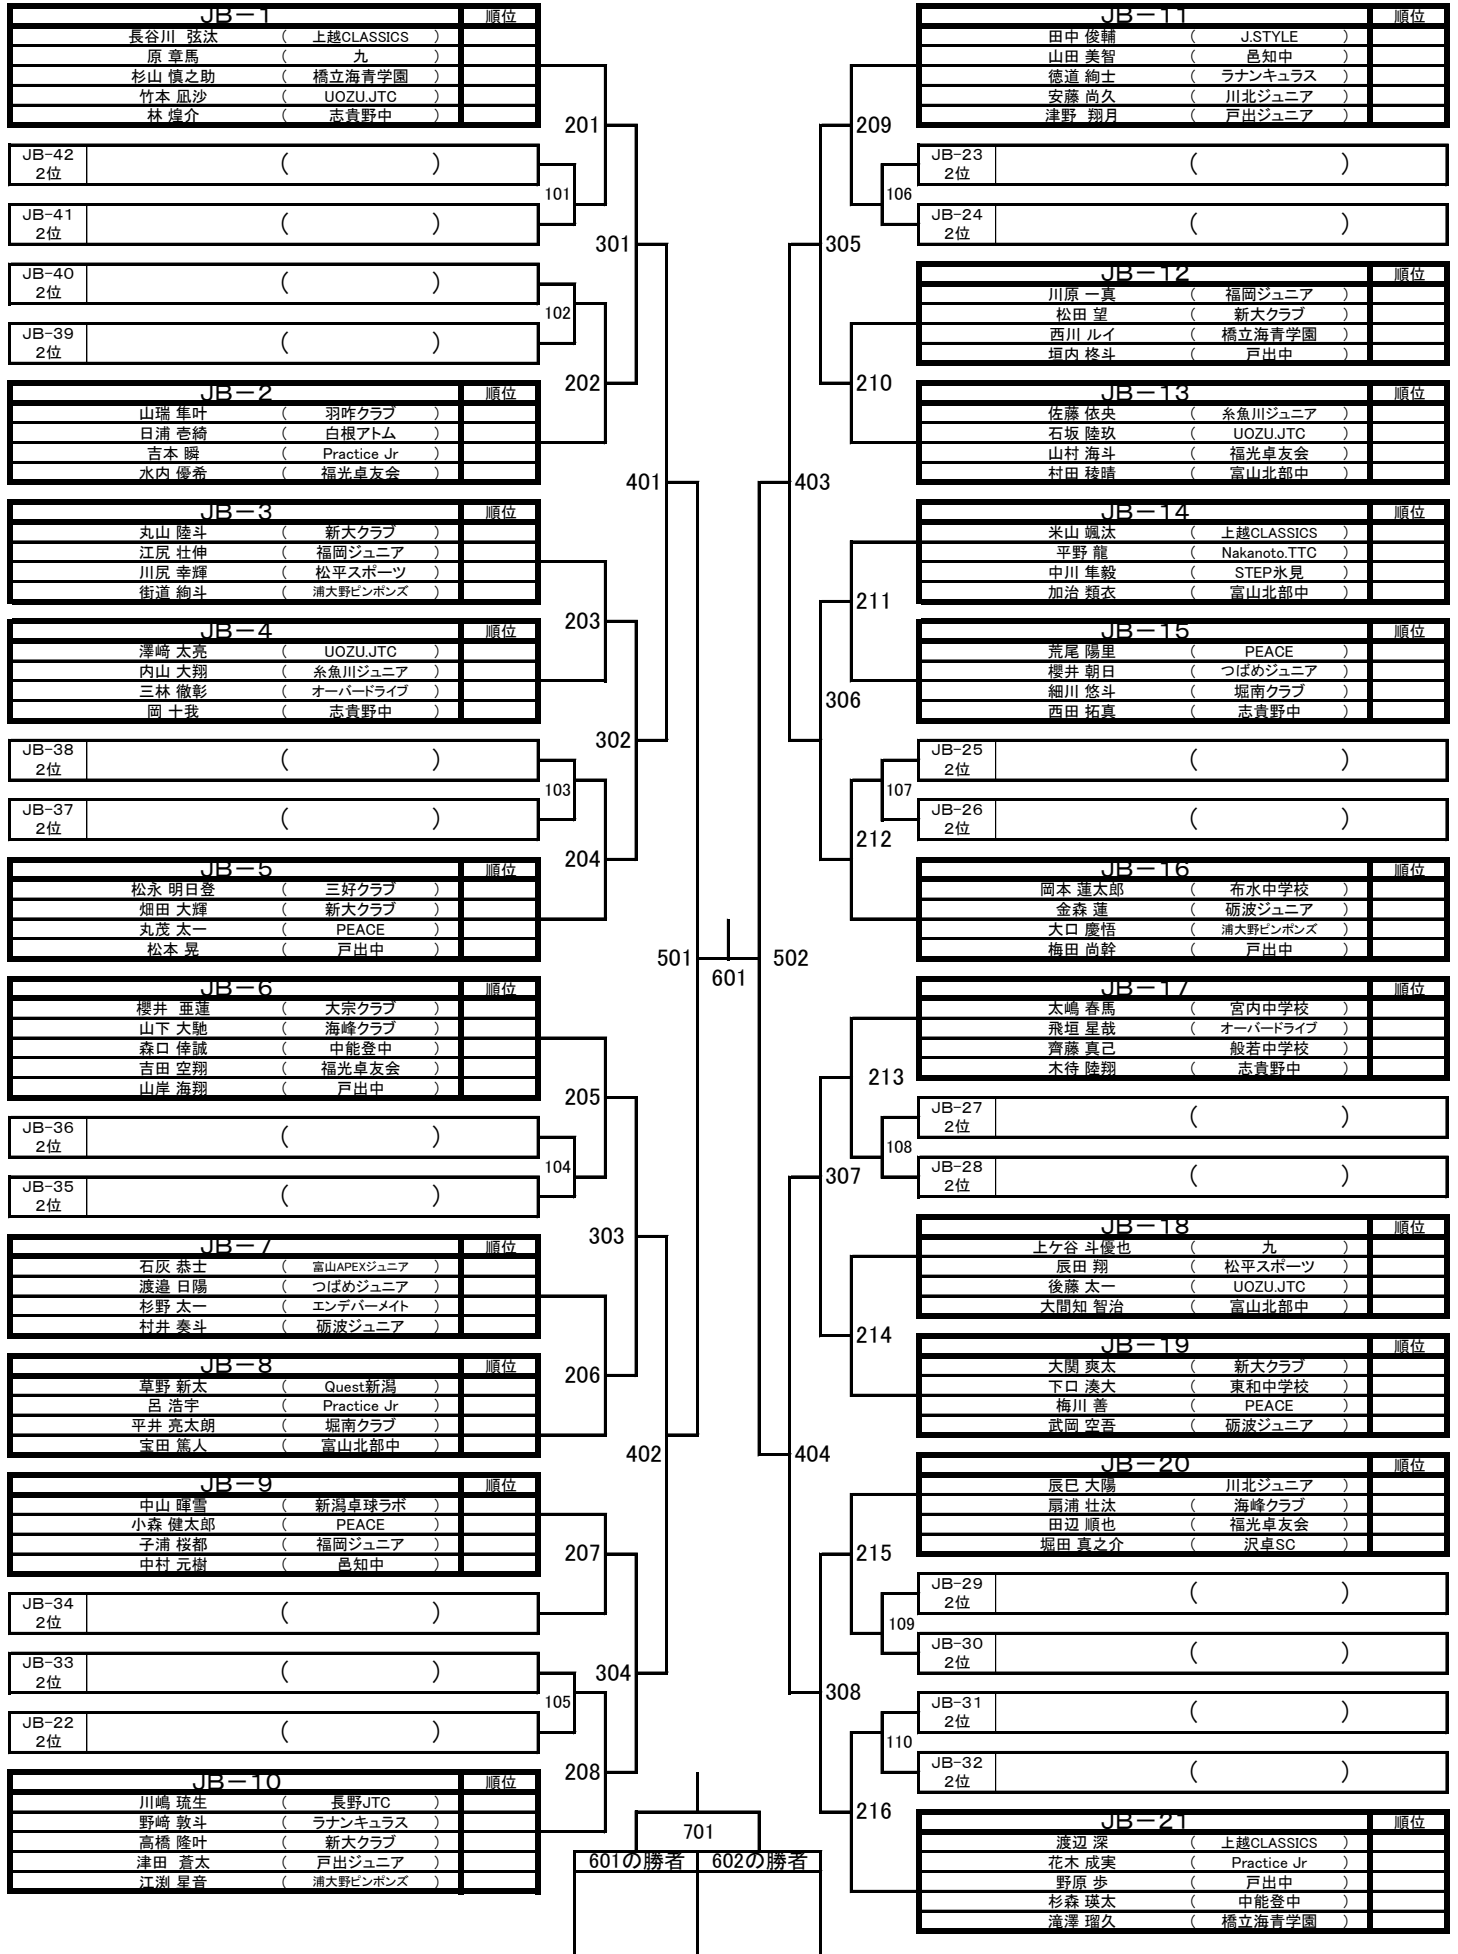 JB－1 順位
長谷川 弦汰 （ 上越CLASSICS ）
原 章馬 （ 九 ）
杉山 慎之助 （ 橋立海青学園 ）
竹本 凪沙 （ UOZU.JTC ）
林 煌介 （ 志貴野中 ）
201
JB-42 2位 （ ）
101
JB-41 2位 （ ）
301
JB-40 2位 （ ）
102
JB-39 2位 （ ）
202
JB－2 順位
山瑞 隼叶 （ 羽咋クラブ ）
日浦 壱綺 （ 白根アトム ）
吉本 瞬 （ Practice Jr ）
水内 優希 （ 福光卓友会 ）
401
JB－3 順位
丸山 陸斗 （ 新大クラブ ）
江尻 壮伸 （ 福岡ジュニア ）
川尻 幸輝 （ 松平スポーツ ）
街道 絢斗 （ 浦大野ピンポンズ ）
203
JB－4 順位
澤﨑 太亮 （ UOZU.JTC ）
内山 大翔 （ 糸魚川ジュニア ）
三林 徹彰 （ オーバードライブ ）
岡 十我 （ 志貴野中 ）
302
JB-38 2位 （ ）
103
JB-37 2位 （ ）
204
JB－5 順位
松永 明日登 （ 三好クラブ ）
畑田 大輝 （ 新大クラブ ）
丸茂 太一 （ PEACE ）
松本 晃 （ 戸出中 ）
501
601
502
JB－6 順位
櫻井 亜蓮 （ 大宗クラブ ）
山下 大馳 （ 海峰クラブ ）
森口 倖誠 （ 中能登中 ）
吉田 空翔 （ 福光卓友会 ）
山岸 海翔 （ 戸出中 ）
205
JB-36 2位 （ ）
104
JB-35 2位 （ ）
303
JB－7 順位
石灰 恭士 （ 富山APEXジュニア ）
渡邉 日陽 （ つばめジュニア ）
杉野 太一 （ エンデバーメイト ）
村井 奏斗 （ 砺波ジュニア ）
206
JB－8 順位
草野 新太 （ Quest新潟 ）
呂 浩宇 （ Practice Jr ）
平井 亮太朗 （ 堀南クラブ ）
宝田 篤人 （ 富山北部中 ）
402
JB－9 順位
中山 暉雪 （ 新潟卓球ラボ ）
小森 健太郎 （ PEACE ）
子浦 桜都 （ 福岡ジュニア ）
中村 元樹 （ 邑知中 ）
207
JB-34 2位 （ ）
304
JB-33 2位 （ ）
105
JB-22 2位 （ ）
208
JB－10 順位
川嶋 琉生 （ 長野JTC ）
野﨑 敦斗 （ ラナンキュラス ）
高橋 隆叶 （ 新大クラブ ）
津田 蒼太 （ 戸出ジュニア ）
江渕 星音 （ 浦大野ピンポンズ ）
701
601の勝者 602の勝者
JB－11 順位
田中 俊輔 （ J.STYLE ）
山田 美智 （ 邑知中 ）
徳道 絢士 （ ラナンキュラス ）
安藤 尚久 （ 川北ジュニア ）
津野 翔月 （ 戸出ジュニア ）
209
JB-23 2位 （ ）
106
JB-24 2位 （ ）
305
JB－12 順位
川原 一真 （ 福岡ジュニア ）
松田 望 （ 新大クラブ ）
西川 ルイ （ 橋立海青学園 ）
垣内 柊斗 （ 戸出中 ）
210
JB－13 順位
佐藤 依央 （ 糸魚川ジュニア ）
石坂 陸玖 （ UOZU.JTC ）
山村 海斗 （ 福光卓友会 ）
村田 稜晴 （ 富山北部中 ）
403
JB－14 順位
米山 颯汰 （ 上越CLASSICS ）
平野 龍 （ Nakanoto.TTC ）
中川 隼毅 （ STEP氷見 ）
加治 類衣 （ 富山北部中 ）
211
JB－15 順位
荒尾 陽里 （ PEACE ）
櫻井 朝日 （ つばめジュニア ）
細川 悠斗 （ 堀南クラブ ）
西田 拓真 （ 志貴野中 ）
306
JB-25 2位 （ ）
107
JB-26 2位 （ ）
212
JB－16 順位
岡本 蓮太郎 （ 布水中学校 ）
金森 蓮 （ 砺波ジュニア ）
大口 慶悟 （ 浦大野ピンポンズ ）
梅田 尚幹 （ 戸出中 ）
JB－17 順位
太嶋 春馬 （ 宮内中学校 ）
飛垣 星哉 （ オーバードライブ ）
齊藤 真己 般若中学校 ）
木待 陸翔 （ 志貴野中 ）
213
JB-27 2位 （ ）
108
JB-28 2位 （ ）
307
JB－18 順位
上ケ谷 斗優也 （ 九 ）
辰田 翔 （ 松平スポーツ ）
後藤 太一 （ UOZU.JTC ）
大間知 智治 （ 富山北部中 ）
214
JB－19 順位
大関 爽太 （ 新大クラブ ）
下口 湊大 （ 東和中学校 ）
梅川 善 （ PEACE ）
武岡 空吾 （ 砺波ジュニア ）
404
JB－20 順位
辰巳 大陽 川北ジュニア ）
扇浦 壮汰 （ 海峰クラブ ）
田辺 順也 （ 福光卓友会 ）
堀田 真之介 （ 沢卓SC ）
215
JB-29 2位 （ ）
109
JB-30 2位 （ ）
308
JB-31 2位 （ ）
110
JB-32 2位 （ ）
216
JB－21 順位
渡辺 深 （ 上越CLASSICS ）
花木 成実 （ Practice Jr ）
野原 歩 （ 戸出中 ）
杉森 瑛太 （ 中能登中 ）
滝澤 瑠久 （ 橋立海青学園 ）